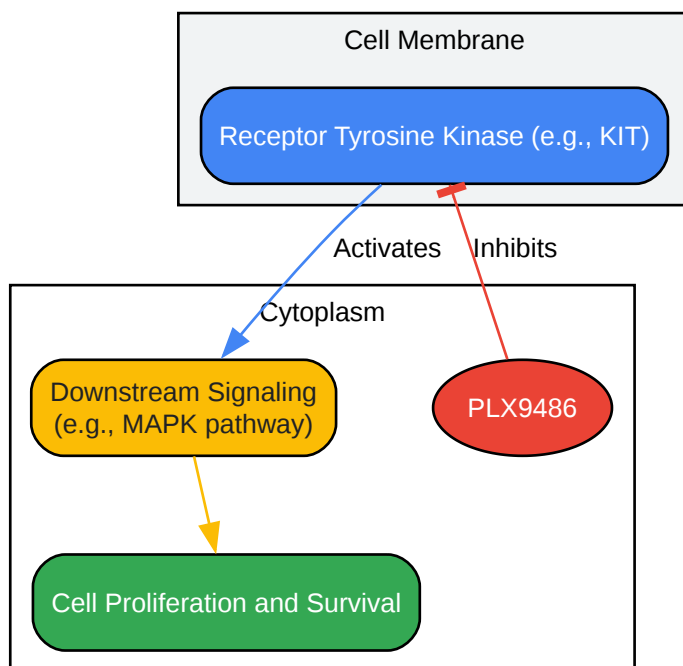 Cell Membrane
Receptor Tyrosine Kinase (e.g., KIT)
Activates
Inhibits
Cytoplasm
Downstream Signaling
(e.g., MAPK pathway)
PLX9486
Cell Proliferation and Survival